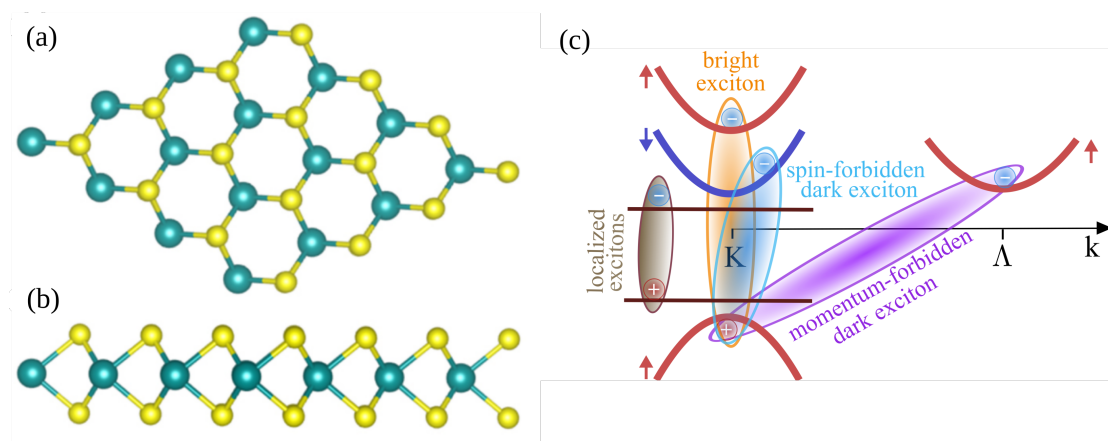 (a)
(b)
(c)
bright
exciton
spin-forbidden
dark exciton
localized
excitons
K
Λ
k
momentum-forbidden
dark exciton